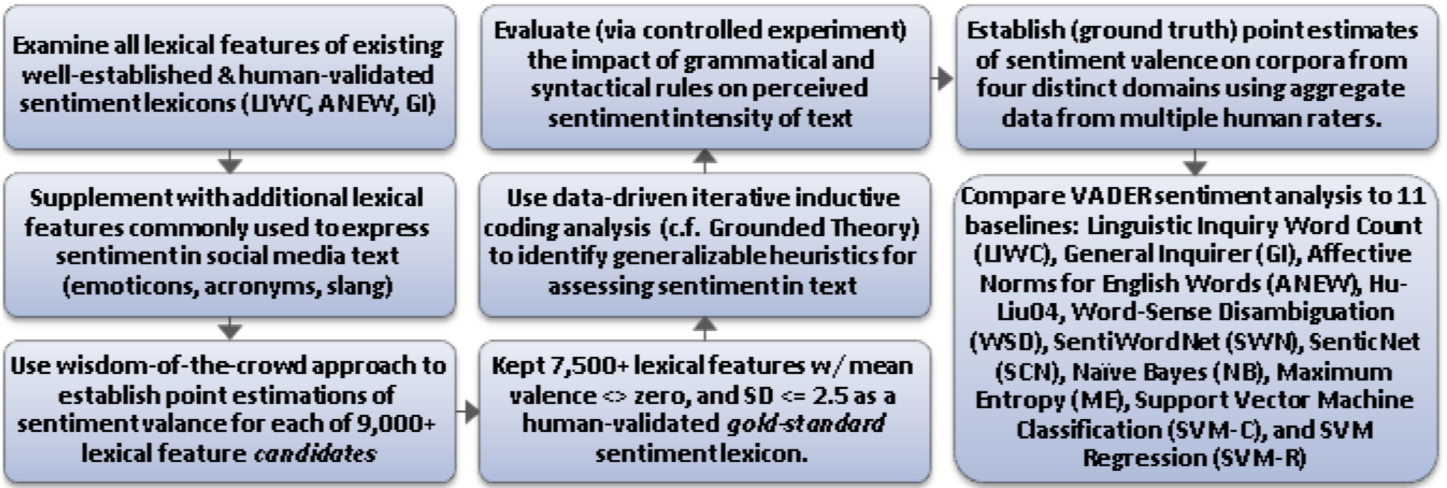 Examine all lexical features of existing
well-established & human-validated
sentiment lexicons (LIWC, ANEW, GI)
Supplement with additional lexical
features commonly used to express
sentiment in social media text
(emoticons, acronyms, slang)
Use wisdom-of-the-crowd approach to
establish point estimations of
sentiment valance for each of 9,000+
lexical feature candidates
Kept 7,500+ lexical features w/ mean
valence <> zero, and SD <= 2.5 as a
human-validated gold-standard
sentiment lexicon.
Use data-driven iterative inductive
coding analysis (c.f. Grounded Theory)
to identify generalizable heuristics for
assessing sentiment in text
Evaluate (via controlled experiment)
the impact of grammatical and
syntactical rules on perceived
sentiment intensity of text
Establish (ground truth) point estimates
of sentiment valence on corpora from
four distinct domains using aggregate
data from multiple human raters.
Compare VADER sentiment analysis to 11
baselines: Linguistic Inquiry Word Count
(LIWC), General Inquirer (GI), Affective
Norms for English Words (ANEW), Hu-
Liu04, Word-Sense Disambiguation
(WSD), SentiWordNet (SWN), SenticNet
(SCN), Naïve Bayes (NB), Maximum
Entropy (ME), Support Vector Machine
Classification (SVM-C), and SVM
Regression (SVM-R)